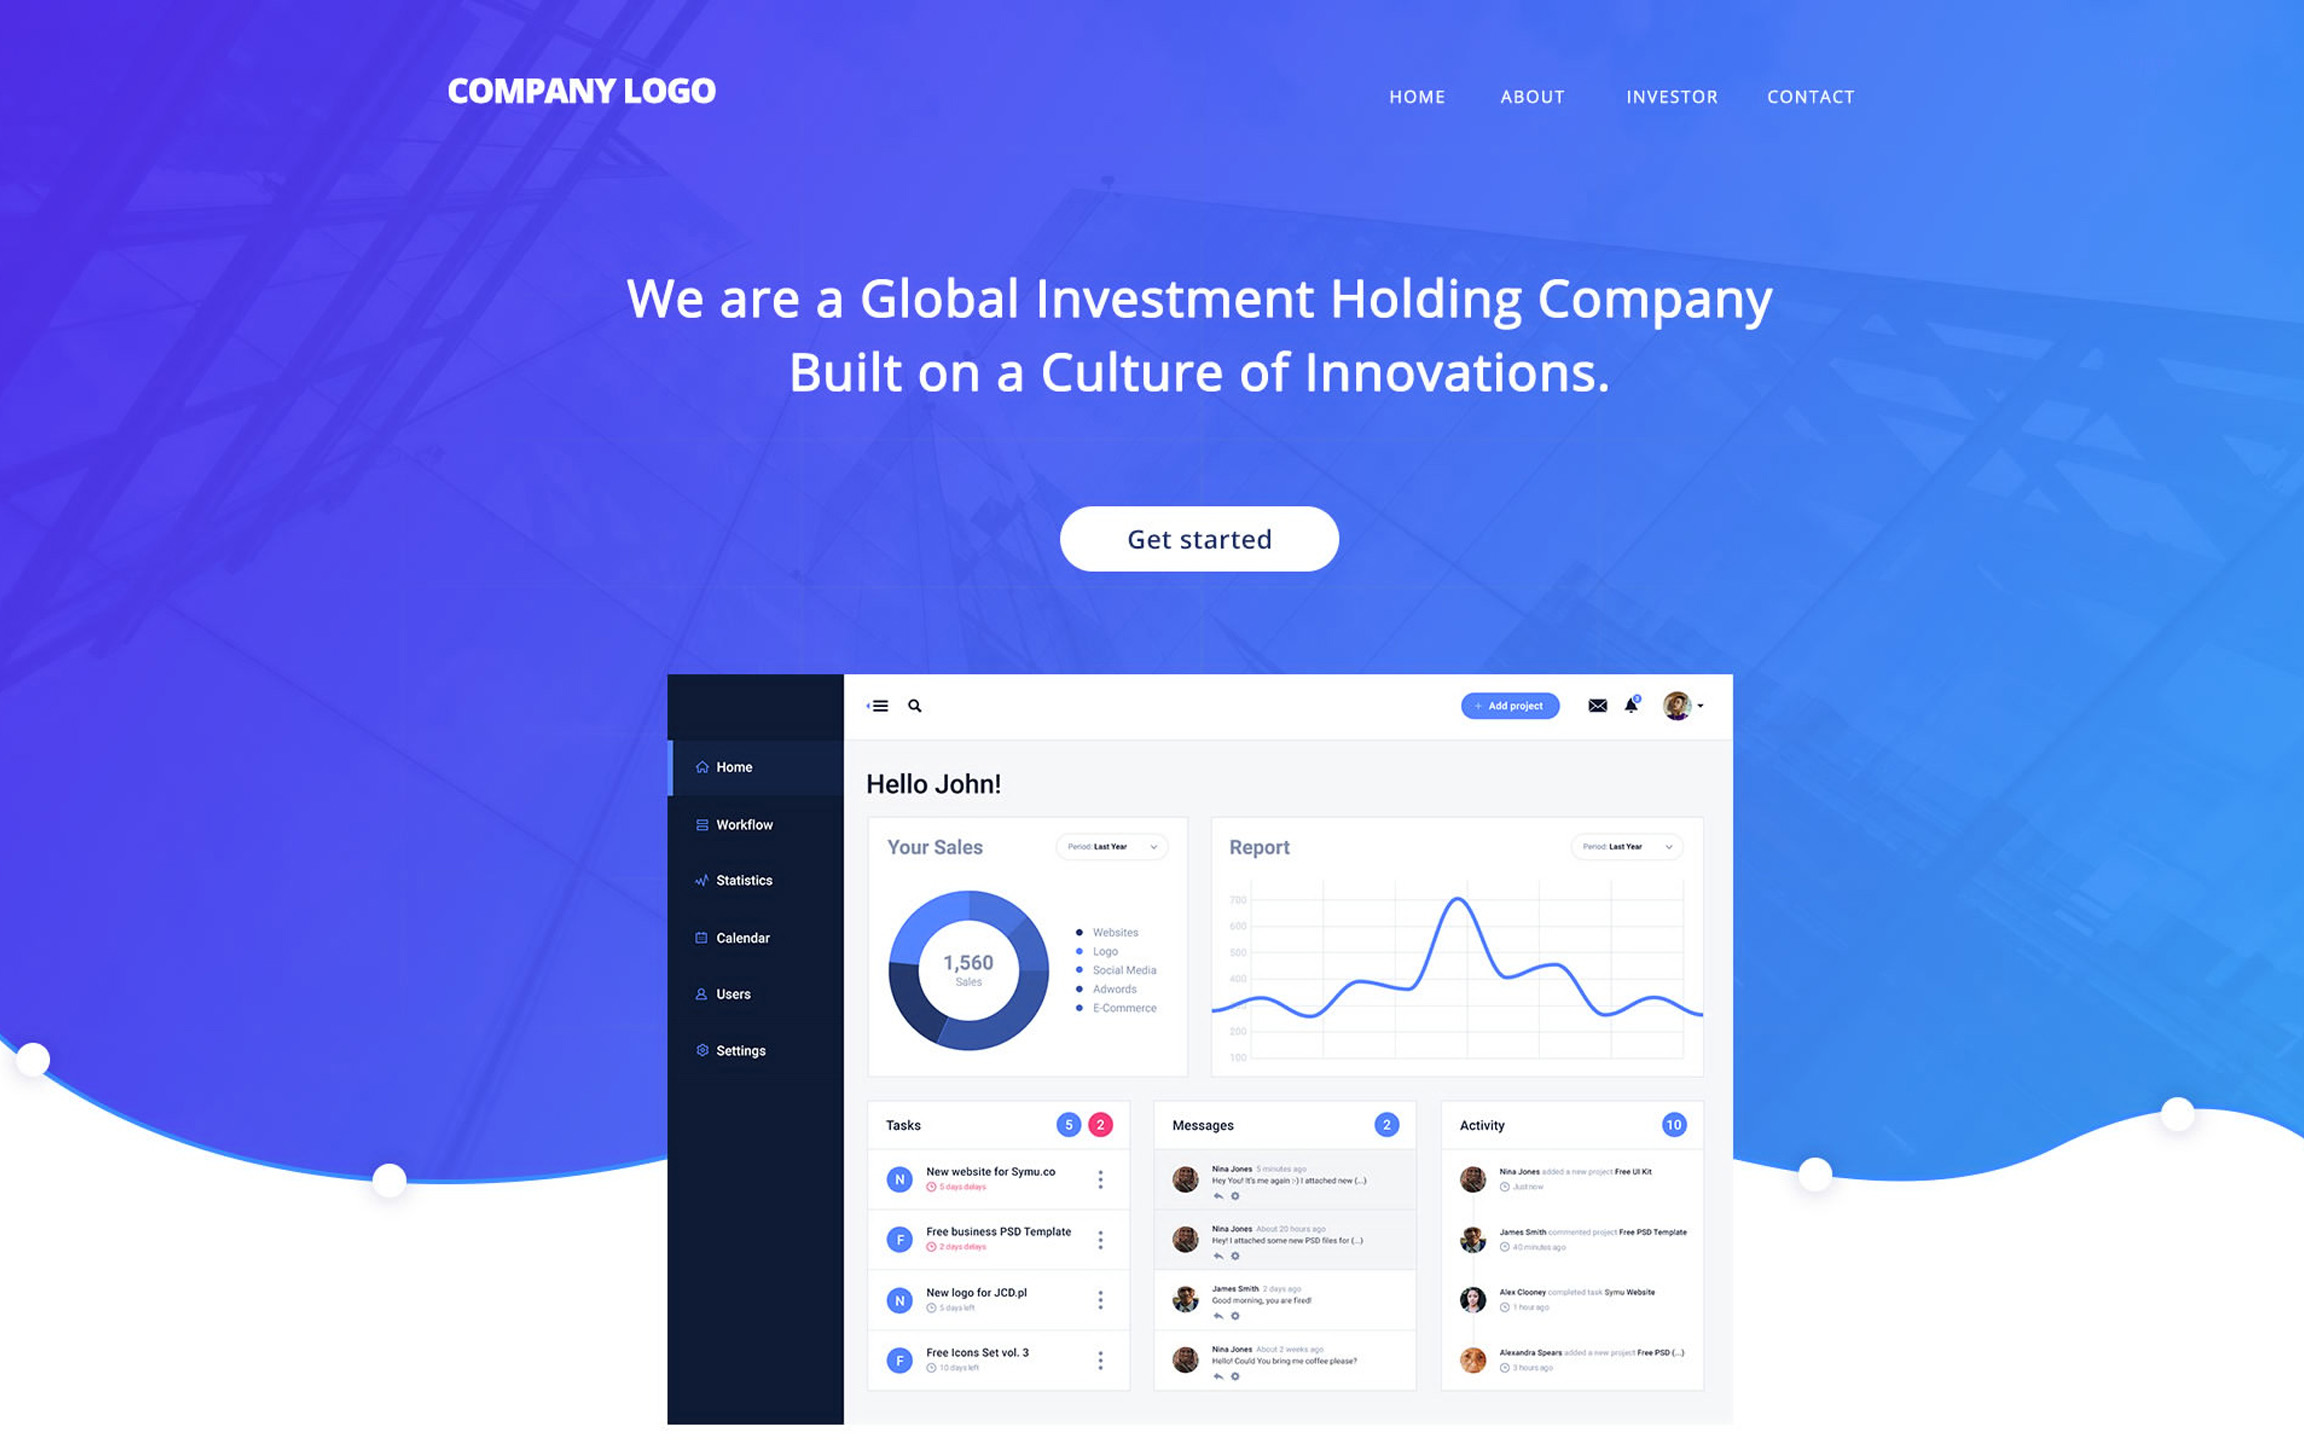 COMPANY LOGO
HOME ABOUT INVESTOR CONTACT
We are a Global Investment Holding Company
Built on a Culture of Innovations.
Get started
+ Add project
Home
Workflow
Statistics
Calendar
Users
Settings
Hello John!
Your Sales
Period: Last Year
1,560
Sales
Websites
Logo
Social Media
Adwords
E-Commerce
Report
Period: Last Year
700
600
500
400
200
100
Tasks 5 2
N New website for Symu.co
5 days delays
F Free business PSD Template
2 days delays
N New logo for JCD.pl
5 days left
F Free Icons Set vol. 3
10 days left
Messages 2
Nina Jones 5 minutes ago
Hey You! It's me again :-) I attached new (...)
Nina Jones About 20 hours ago
Hey! I attached some new PSD files for (...)
James Smith 2 days ago
Good morning, you are fired!
Nina Jones About 2 weeks ago
Hello! Could You bring me coffee please?
Activity 10
Nina Jones added a new project Free UI Kit
Just now
James Smith commented project Free PSD Template
40 minutes ago
Alex Clooney completed task Symu Website
1 hour ago
Alexandra Spears added a new project Free PSD (...)
3 hours ago